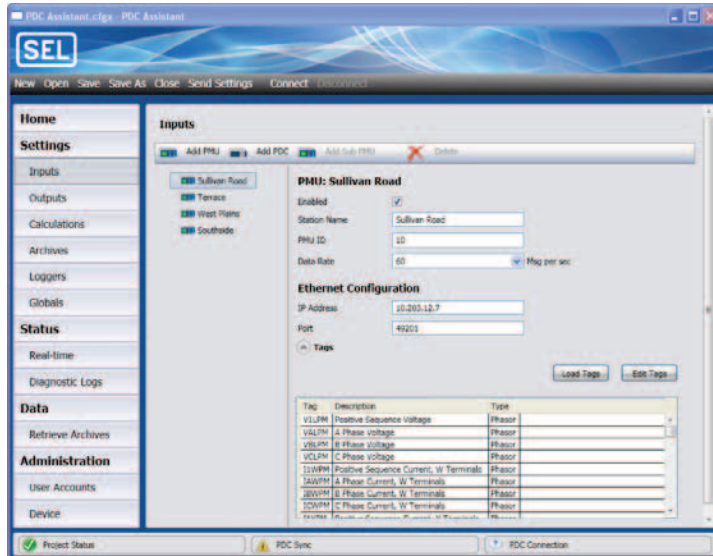 PDC Assistant.cfgx - PDC Assistant
SEL
New Open Save Save As Close Send Settings Connect Disconnect
Home
Settings
Inputs
Outputs
Calculations
Archives
Loggers
Globals
Status
Real-time
Diagnostic Logs
Data
Retrieve Archives
Administration
User Accounts
Device
Inputs
Add PMU Add PDC Add Sub PMU Delete
Sullivan Road
Terrace
West Plains
Southside
PMU: Sullivan Road
Enabled
Station Name Sullivan Road
PMU ID 10
Data Rate 60 Msg per sec
Ethernet Configuration
IP Address 10.203.12.7
Port 49201
Tags
Load Tags Edit Tags
Tag Description Type
V1LPM Positive Sequence Voltage Phasor
VALPM A Phase Voltage Phasor
VBLPM B Phase Voltage Phasor
VCLPM C Phase Voltage Phasor
I1WPM Positive Sequence Current, W Terminals Phasor
IAWPM A Phase Current, W Terminals Phasor
IBWPM B Phase Current, W Terminals Phasor
ICWPM C Phase Current, W Terminals Phasor
Project Status PDC Sync PDC Connection